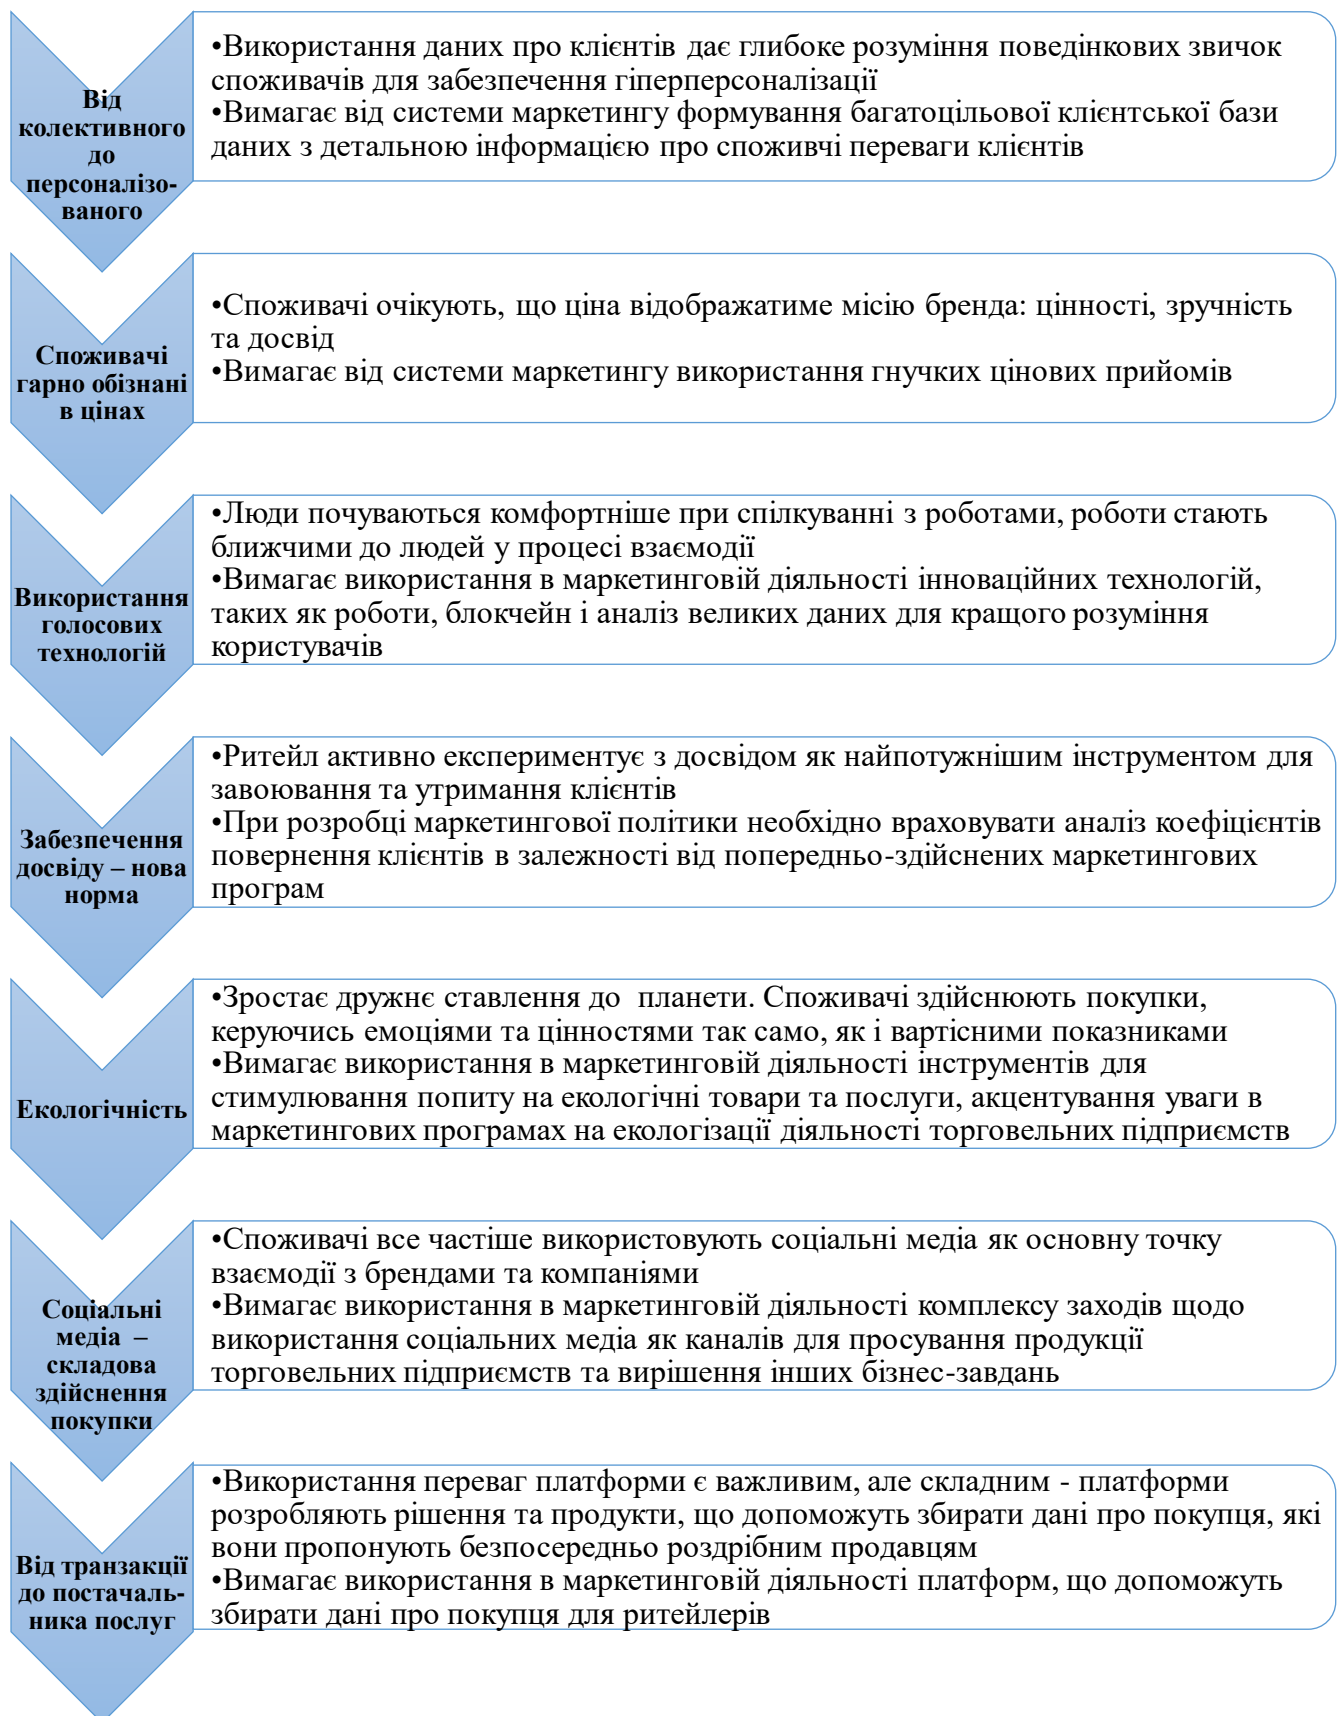 Від
колективного
до
персоналізо-
ваного
•Використання даних про клієнтів дає глибоке розуміння поведінкових звичок
споживачів для забезпечення гіперперсоналізації
•Вимагає від системи маркетингу формування багатоцільової клієнтської бази
даних з детальною інформацією про споживчі переваги клієнтів
Споживачі
гарно обізнані
в цінах
•Споживачі очікують, що ціна відображатиме місію бренда: цінності, зручність
та досвід
•Вимагає від системи маркетингу використання гнучких цінових прийомів
Використання
голосових
технологій
•Люди почуваються комфортніше при спілкуванні з роботами, роботи стають
ближчими до людей у процесі взаємодії
•Вимагає використання в маркетинговій діяльності інноваційних технологій,
таких як роботи, блокчейн і аналіз великих даних для кращого розуміння
користувачів
Забезпечення
досвіду – нова
норма
•Ритейл активно експериментує з досвідом як найпотужнішим інструментом для
завоювання та утримання клієнтів
•При розробці маркетингової політики необхідно враховувати аналіз коефіцієнтів
повернення клієнтів в залежності від попередньо-здійснених маркетингових
програм
Екологічність
•Зростає дружнє ставлення до  планети. Споживачі здійснюють покупки,
керуючись емоціями та цінностями так само, як і вартісними показниками
•Вимагає використання в маркетинговій діяльності інструментів для
стимулювання попиту на екологічні товари та послуги, акцентування уваги в
маркетингових програмах на екологізації діяльності торговельних підприємств
Соціальні
медіа –
складова
здійснення
покупки
•Споживачі все частіше використовують соціальні медіа як основну точку
взаємодії з брендами та компаніями
•Вимагає використання в маркетинговій діяльності комплексу заходів щодо
використання соціальних медіа як каналів для просування продукції
торговельних підприємств та вирішення інших бізнес-завдань
Від транзакції
до постачаль-
ника послуг
•Використання переваг платформи є важливим, але складним - платформи
розробляють рішення та продукти, що допоможуть збирати дані про покупця, які
вони пропонують безпосередньо роздрібним продавцям
•Вимагає використання в маркетинговій діяльності платформ, що допоможуть
збирати дані про покупця для ритейлерів